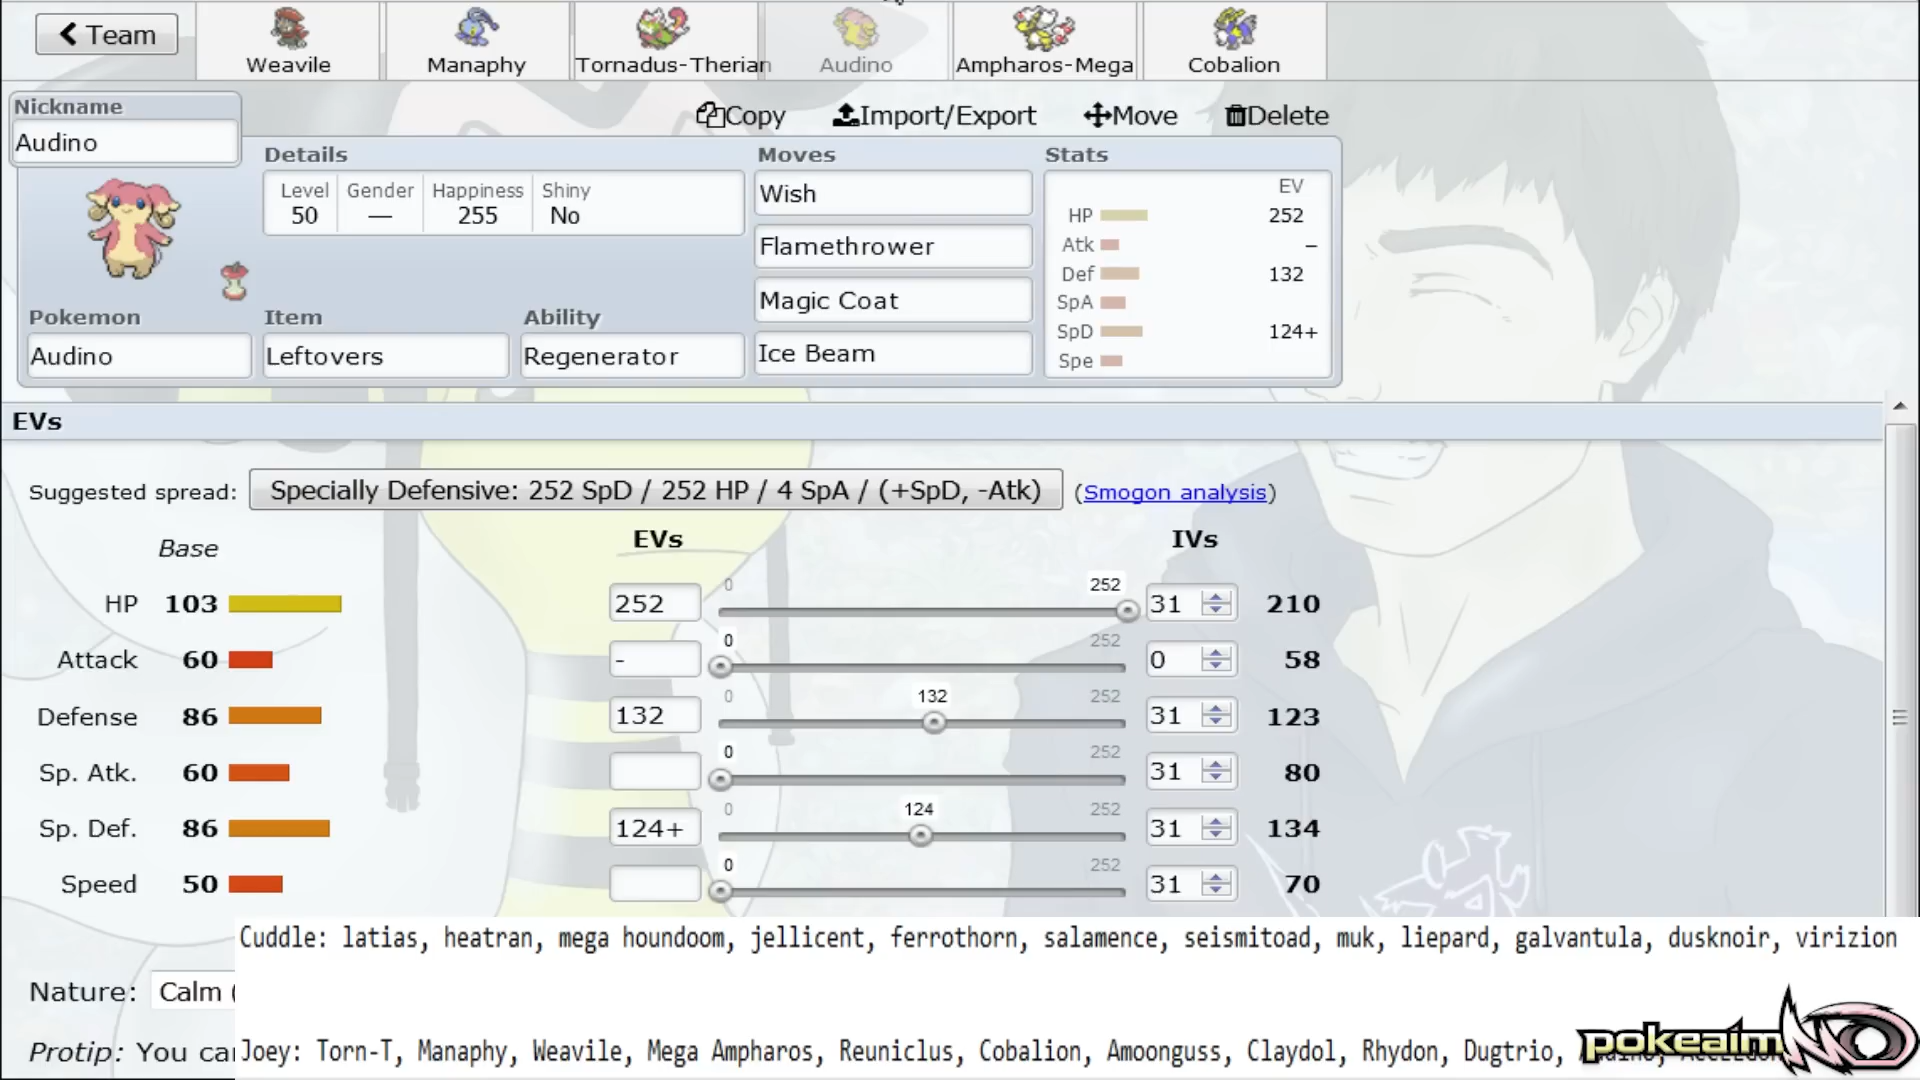 Team
Weavile
Manaphy
Tornadus-Therian
Audino
Ampharos-Mega
Cobalion
Nickname
Audino
Copy
Import/Export
Move
Delete
Details
Moves
Stats
Level
Gender
Happiness
Shiny
50
—
255
No
Wish
Flamethrower
Magic Coat
Ice Beam
EV
HP 252
Atk –
Def 132
SpA
SpD 124+
Spe
Pokemon
Item
Ability
Audino
Leftovers
Regenerator
EVs
Suggested spread: Specially Defensive: 252 SpD / 252 HP / 4 SpA / (+SpD, -Atk) (Smogon analysis)
Base EVs IVs
HP 103 252 0 252 31 210
Attack 60 - 0 252 0 58
Defense 86 132 0 132 252 31 123
Sp. Atk. 60 0 252 31 80
Sp. Def. 86 124+ 0 124 252 31 134
Speed 50 0 252 31 70
Cuddle: latias, heatran, mega houndoom, jellicent, ferrothorn, salamence, seismitoad, muk, liepard, galvantula, dusknoir, virizion
Nature: Calm (
Protip: You ca
Joey: Torn-T, Manaphy, Weavile, Mega Ampharos, Reuniclus, Cobalion, Amoonguss, Claydol, Rhydon, Dugtrio,
pokeaimMD